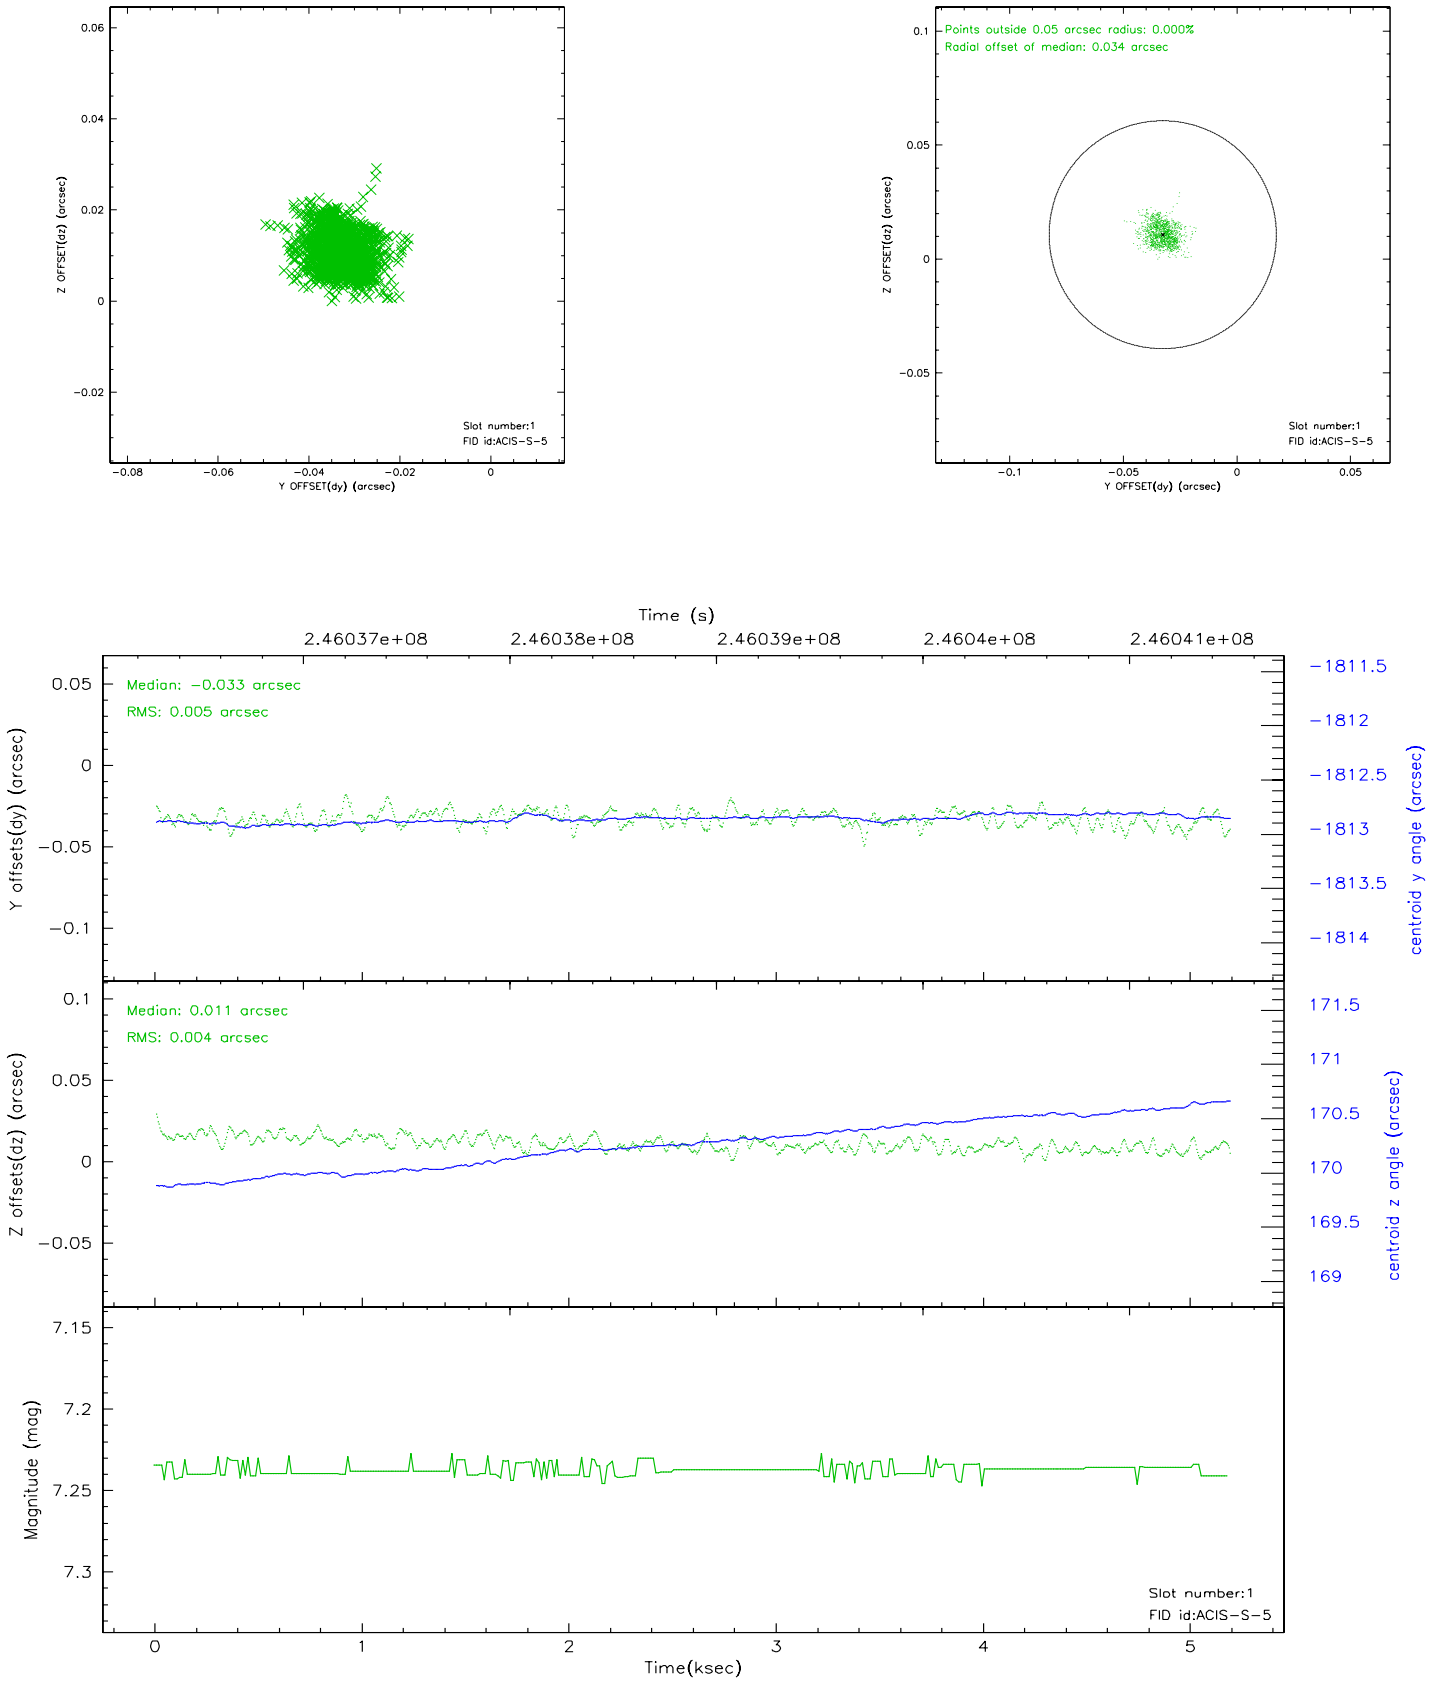 0.06
0.04
0.02
0
−0.02
Z OFFSET(dz) (arcsec)
Slot number:1
FID id:ACIS−S−5
−0.08 −0.06 −0.04 −0.02 0
Y OFFSET(dy) (arcsec)
Points outside 0.05 arcsec radius: 0.000%
Radial offset of median: 0.034 arcsec
0.1
0.05
0
−0.05
Z OFFSET(dz) (arcsec)
Slot number:1
FID id:ACIS−S−5
−0.1 −0.05 0 0.05
Y OFFSET(dy) (arcsec)
Time (s)
2.46037e+08 2.46038e+08 2.46039e+08 2.4604e+08 2.46041e+08
Median: −0.033 arcsec
RMS: 0.005 arcsec
0.05
0
−0.05
−0.1
Y offsets(dy) (arcsec)
−1811.5
−1812
−1812.5
−1813
−1813.5
−1814
centroid y angle (arcsec)
Median: 0.011 arcsec
RMS: 0.004 arcsec
0.1
0.05
0
−0.05
Z offsets(dz) (arcsec)
171.5
171
170.5
170
169.5
169
centroid z angle (arcsec)
7.15
7.2
7.25
7.3
Magnitude (mag)
Slot number:1
FID id:ACIS−S−5
0 1 2 3 4 5
Time(ksec)